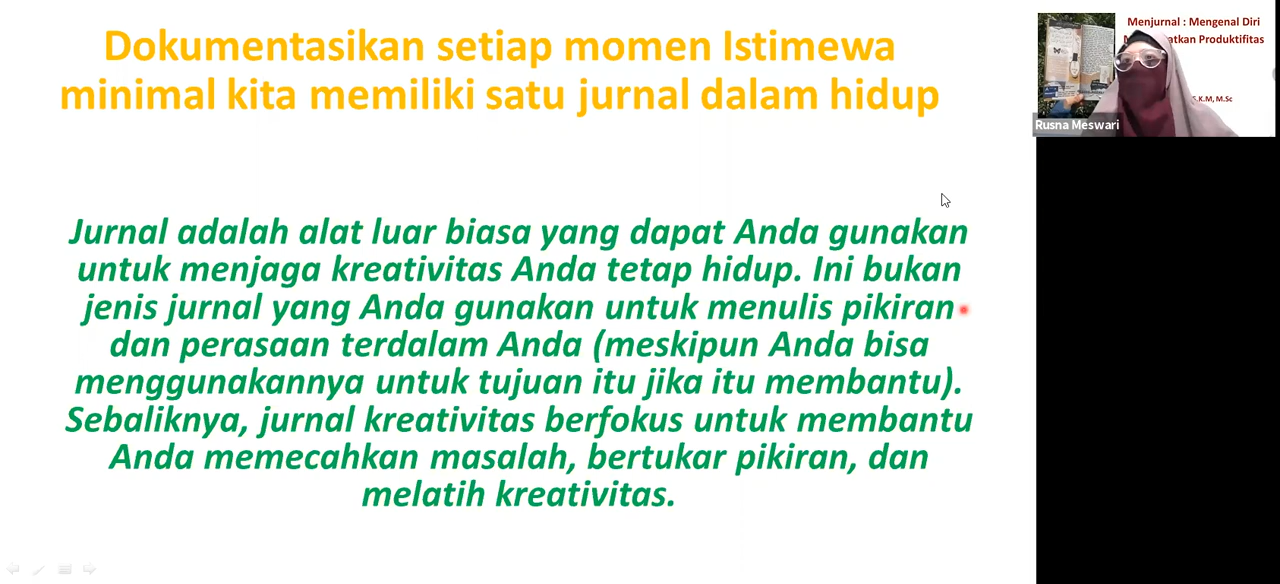 Dokumentasikan setiap momen Istimewa
minimal kita memiliki satu jurnal dalam hidup
Jurnal adalah alat luar biasa yang dapat Anda gunakan
untuk menjaga kreativitas Anda tetap hidup. Ini bukan
jenis jurnal yang Anda gunakan untuk menulis pikiran
dan perasaan terdalam Anda (meskipun Anda bisa
menggunakannya untuk tujuan itu jika itu membantu).
Sebaliknya, jurnal kreativitas berfokus untuk membantu
Anda memecahkan masalah, bertukar pikiran, dan
melatih kreativitas.
Menjurnal : Mengenal Diri
Produktifitas
S.K.M, M.Sc
Rusna Meswari